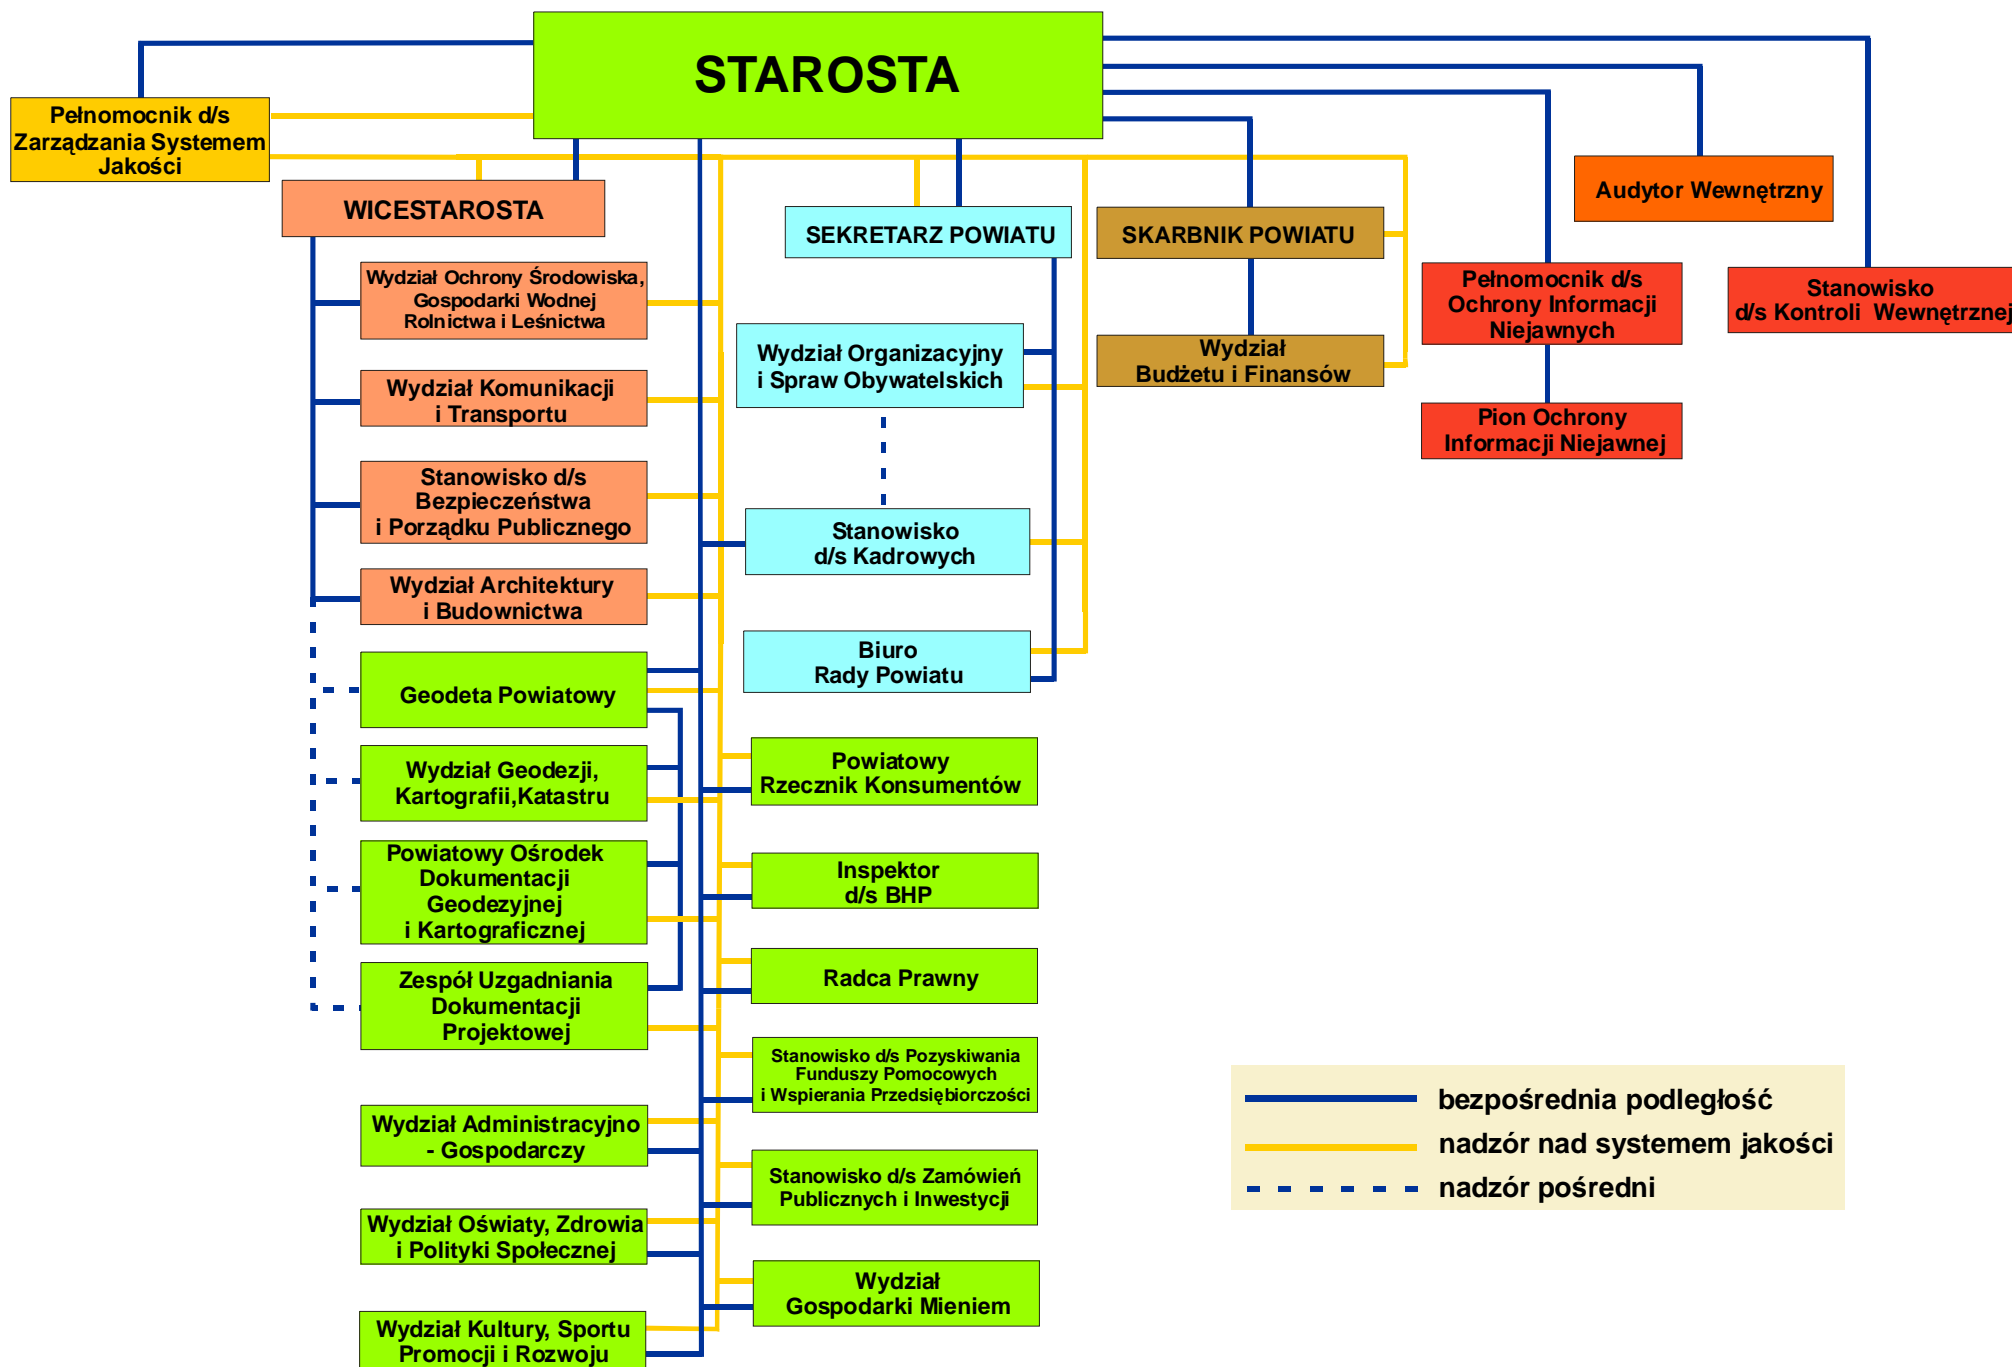 STAROSTA
Pełnomocnik d/s
Zarządzania Systemem
Jakości
WICESTAROSTA
SEKRETARZ POWIATU
SKARBNIK POWIATU
Audytor Wewnętrzny
Pełnomocnik d/s
Ochrony Informacji
Niejawnych
Stanowisko
d/s Kontroli Wewnętrznej
Wydział Ochrony Środowiska,
Gospodarki Wodnej
Rolnictwa i Leśnictwa
Wydział Organizacyjny
i Spraw Obywatelskich
Wydział
Budżetu i Finansów
Wydział Komunikacji
i Transportu
Pion Ochrony
Informacji Niejawnej
Stanowisko d/s
Bezpieczeństwa
i Porządku Publicznego
Stanowisko
d/s Kadrowych
Wydział Architektury
i Budownictwa
Biuro
Rady Powiatu
Geodeta Powiatowy
Wydział Geodezji,
Kartografii,Katastru
Powiatowy
Rzecznik Konsumentów
Powiatowy Ośrodek
Dokumentacji
Geodezyjnej
i Kartograficznej
Inspektor
d/s BHP
Zespół Uzgadniania
Dokumentacji
Projektowej
Radca Prawny
Stanowisko d/s Pozyskiwania
Funduszy Pomocowych
i Wspierania Przedsiębiorczości
Wydział Administracyjno
- Gospodarczy
Stanowisko d/s Zamówień
Publicznych i Inwestycji
Wydział Oświaty, Zdrowia
i Polityki Społecznej
Wydział
Gospodarki Mieniem
Wydział Kultury, Sportu
Promocji i Rozwoju
bezpośrednia podległość
nadzór nad systemem jakości
nadzór pośredni